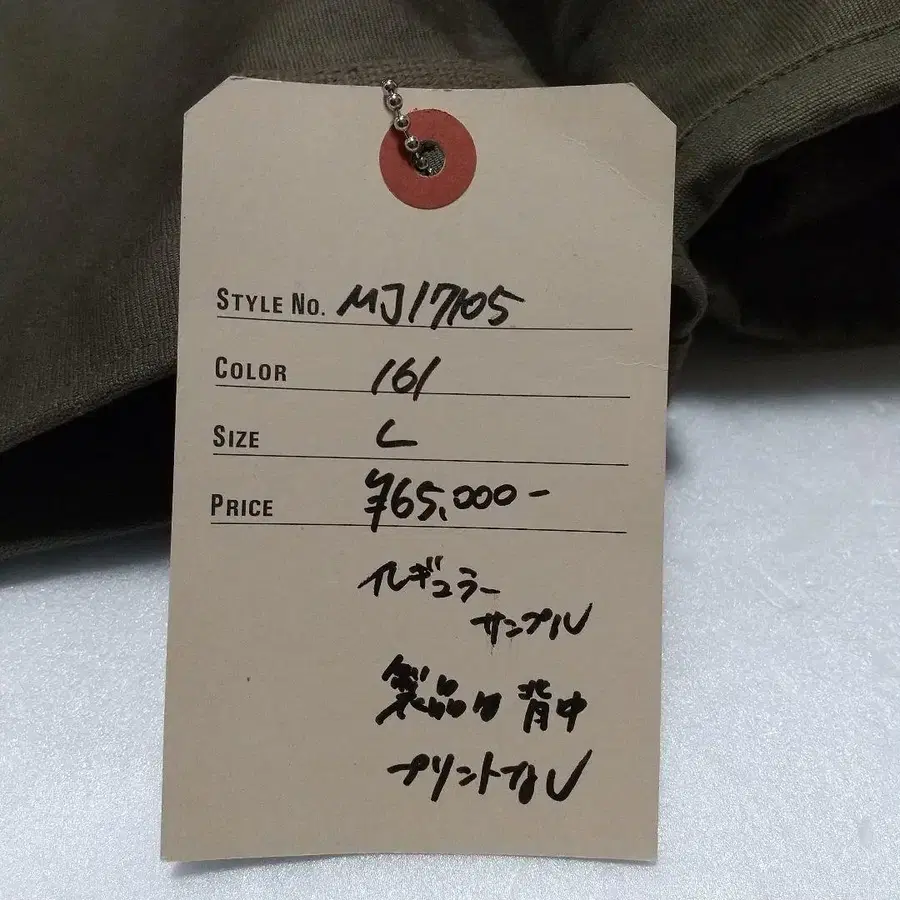 STYLE No. MJ17105
COLOR 161
SIZE L
PRICE ¥65,000-
イレギュラー
サンプル
製品は背中
プリントなし